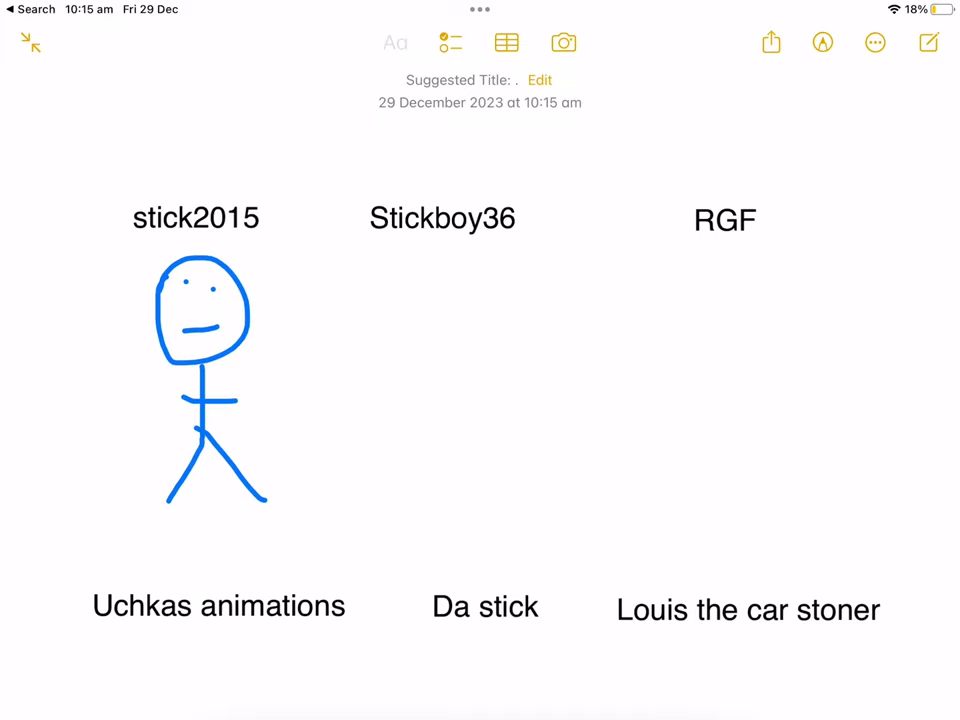 Search 10:15 am Fri 29 Dec 18%
Aa
Suggested Title: . Edit
29 December 2023 at 10:15 am
stick2015 Stickboy36 RGF
Uchkas animations Da stick Louis the car stoner